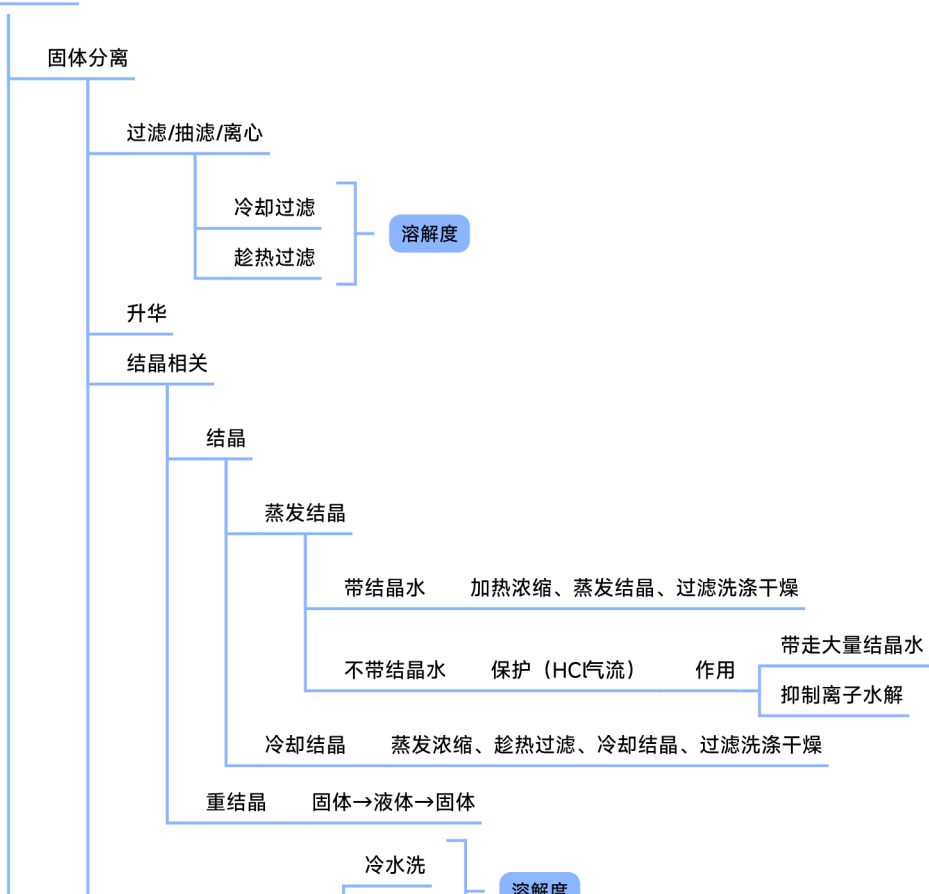 固体分离
过滤/抽滤/离心
冷却过滤
溶解度
趁热过滤
升华
结晶相关
结晶
蒸发结晶
带结晶水 加热浓缩、蒸发结晶、过滤洗涤干燥
带走大量结晶水
不带结晶水 保护（HCl气流） 作用
抑制离子水解
冷却结晶 蒸发浓缩、趁热过滤、冷却结晶、过滤洗涤干燥
重结晶 固体→液体→固体
冷水洗
溶解度